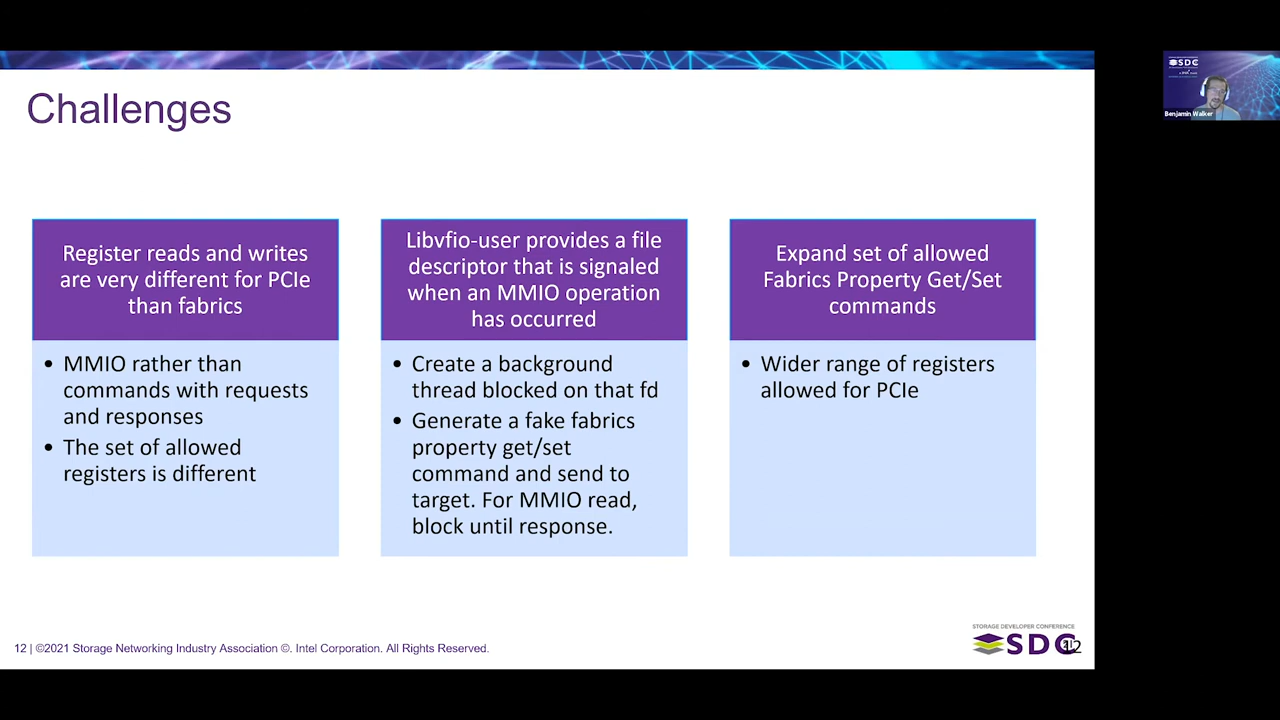 Challenges
Register reads and writes
are very different for PCIe
than fabrics
• MMIO rather than
commands with requests
and responses
• The set of allowed
registers is different
Libvfio-user provides a file
descriptor that is signaled
when an MMIO operation
has occurred
• Create a background
thread blocked on that fd
• Generate a fake fabrics
property get/set
command and send to
target. For MMIO read,
block until response.
Expand set of allowed
Fabrics Property Get/Set
commands
• Wider range of registers
allowed for PCIe
12 | ©2021 Storage Networking Industry Association ©. Intel Corporation. All Rights Reserved.
STORAGE DEVELOPER CONFERENCE
SDC
12
SDC
Benjamin Walker